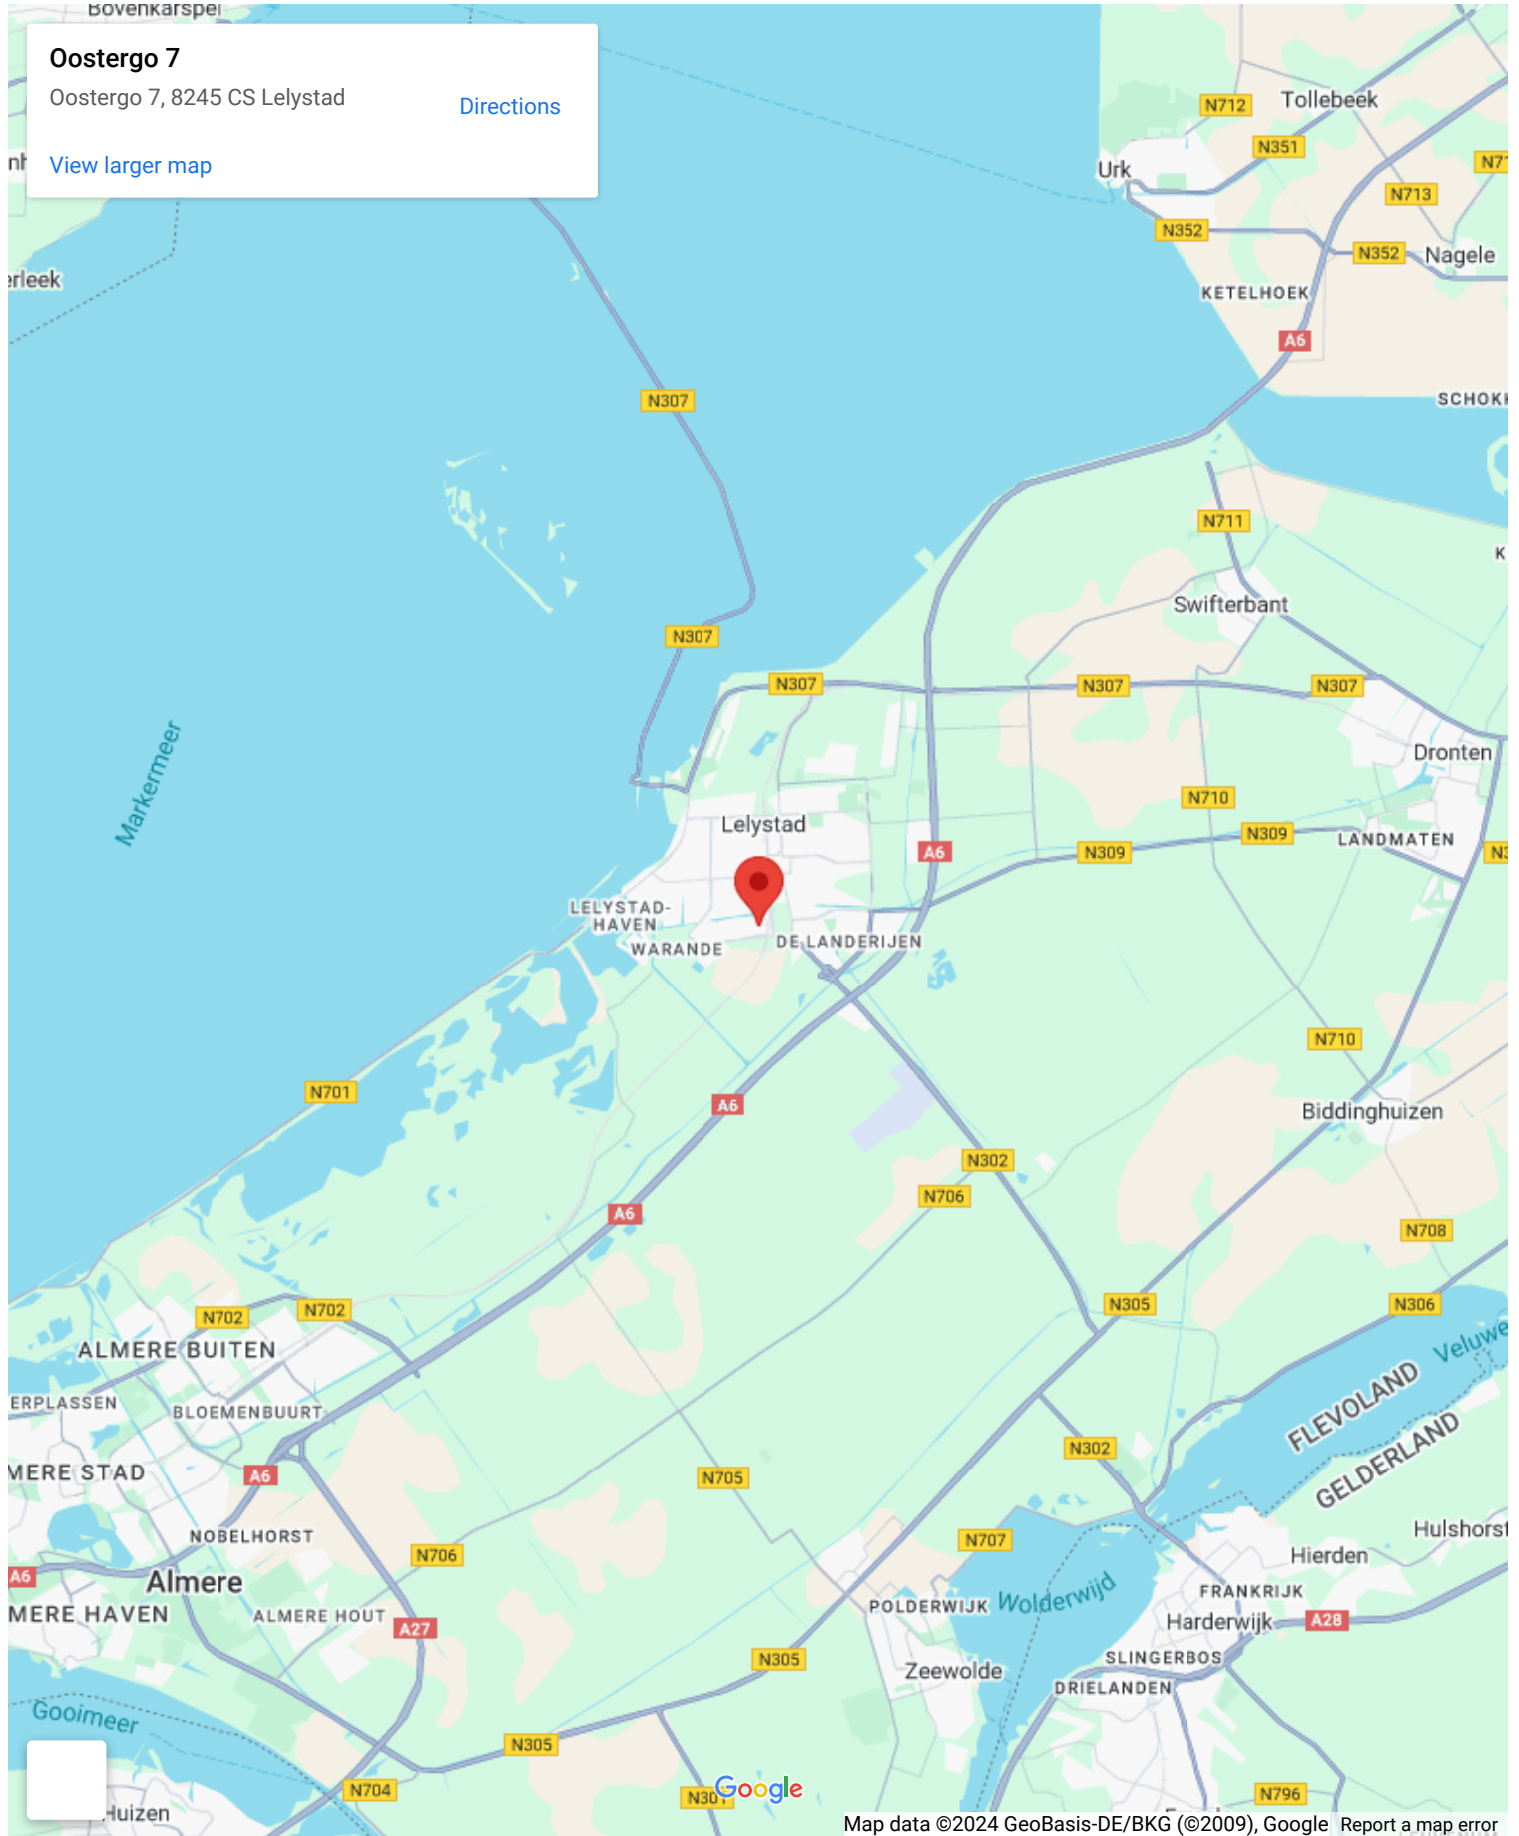 Bovenkarspel
Oostergo 7
Oostergo 7, 8245 CS Lelystad
Directions
View larger map
N712
Tollebeek
N351
Urk
N713
N352
N352
Nagele
erleek
KETELHOEK
A6
N307
SCHOKK
N711
K
Swifterbant
N307
N307
N307
N307
Markermeer
Dronten
N710
Lelystad
N309
LANDMATEN
A6
N309
LELYSTAD-
HAVEN
WARANDE
DE LANDERIJEN
N710
N701
A6
Biddinghuizen
N302
N706
A6
N708
N702
N702
N305
N306
ALMERE BUITEN
Veluwe
FLEVOLAND
GELDERLAND
ERPLASSEN
BLOEMENBUURT
N302
MERE STAD
A6
N705
NOBELHORST
N707
Hulshorst
N706
Hierden
A6
Almere
FRANKRIJK
Wolderwijd
POLDERWIJK
MERE HAVEN
ALMERE HOUT
A27
Harderwijk
A28
N305
SLINGERBOS
Zeewolde
DRIELANDEN
Gooimeer
N305
N704
N301
Google
N796
Huizen
Map data ©2024 GeoBasis-DE/BKG (©2009), Google
Report a map error